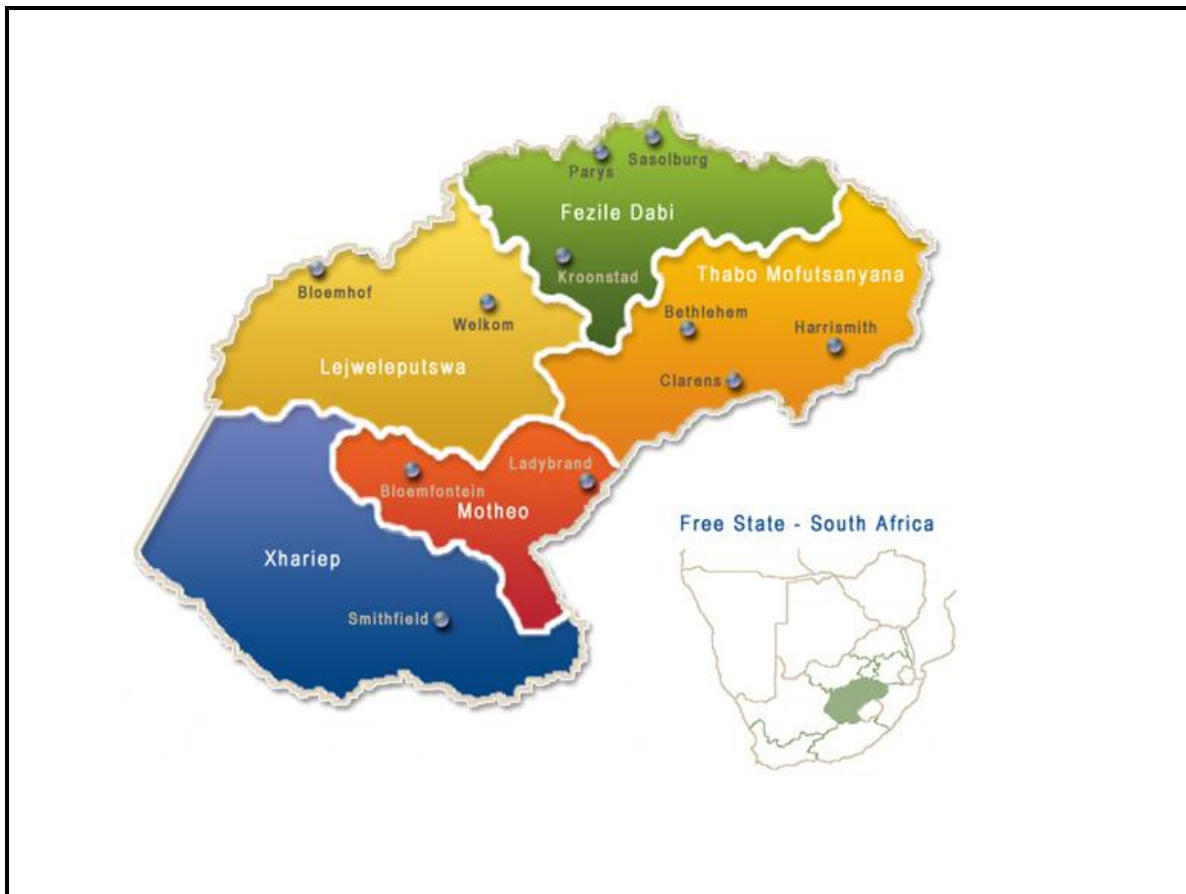 Sasolburg
Parys
Fezile Dabi
Kroonstad
Thabo Mofutsanyana
Bloemhof
Welkom
Bethlehem
Harrismith
Lejweleputswa
Clarens
Ladybrand
Bloemfontein
Motheo
Free State - South Africa
Xhariep
Smithfield